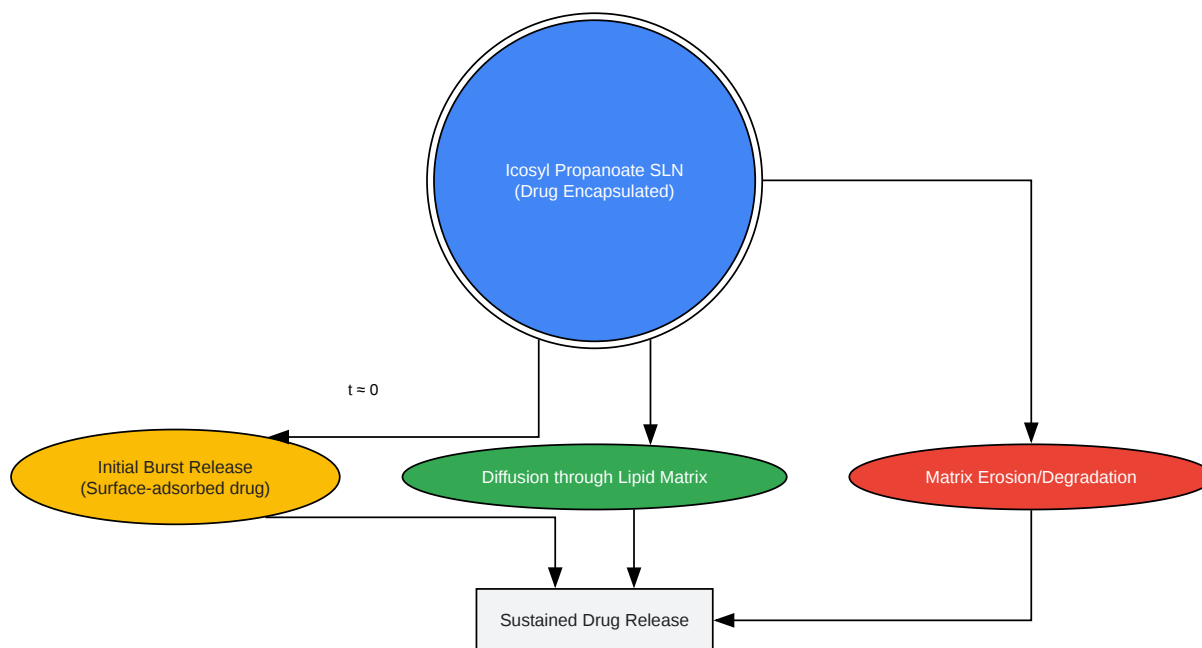 Icosyl Propanoate SLN
(Drug Encapsulated)
t ≈ 0
Initial Burst Release
(Surface-adsorbed drug)
Diffusion through Lipid Matrix
Matrix Erosion/Degradation
Sustained Drug Release